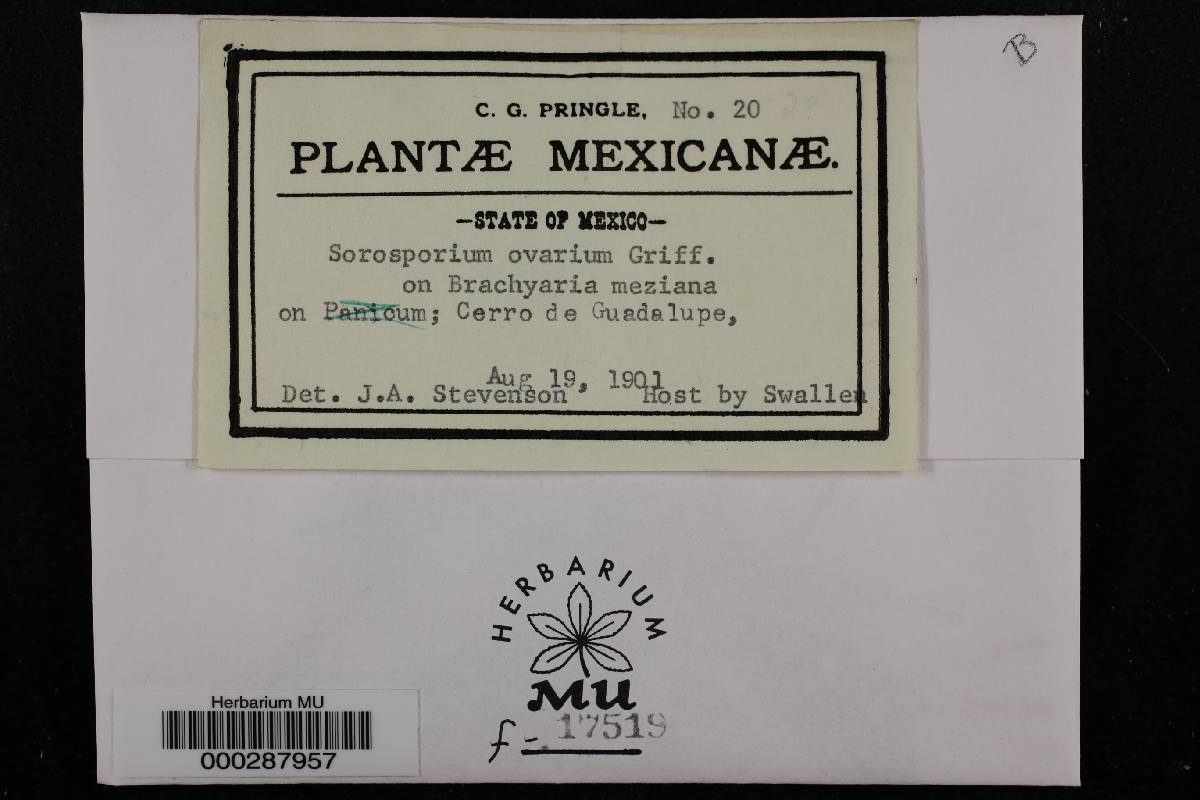 B
C. G. PRINGLE, No. 20
PLANTÆ MEXICANÆ.
—STATE OF MEXICO—
Sorosporium ovarium Griff.
on Brachyaria meziana
on Panicum; Cerro de Guadalupe,
Aug 19, 1901
Det. J.A. Stevenson Host by Swallen
HERBARIUM
MU
f-17519
Herbarium MU
000287957